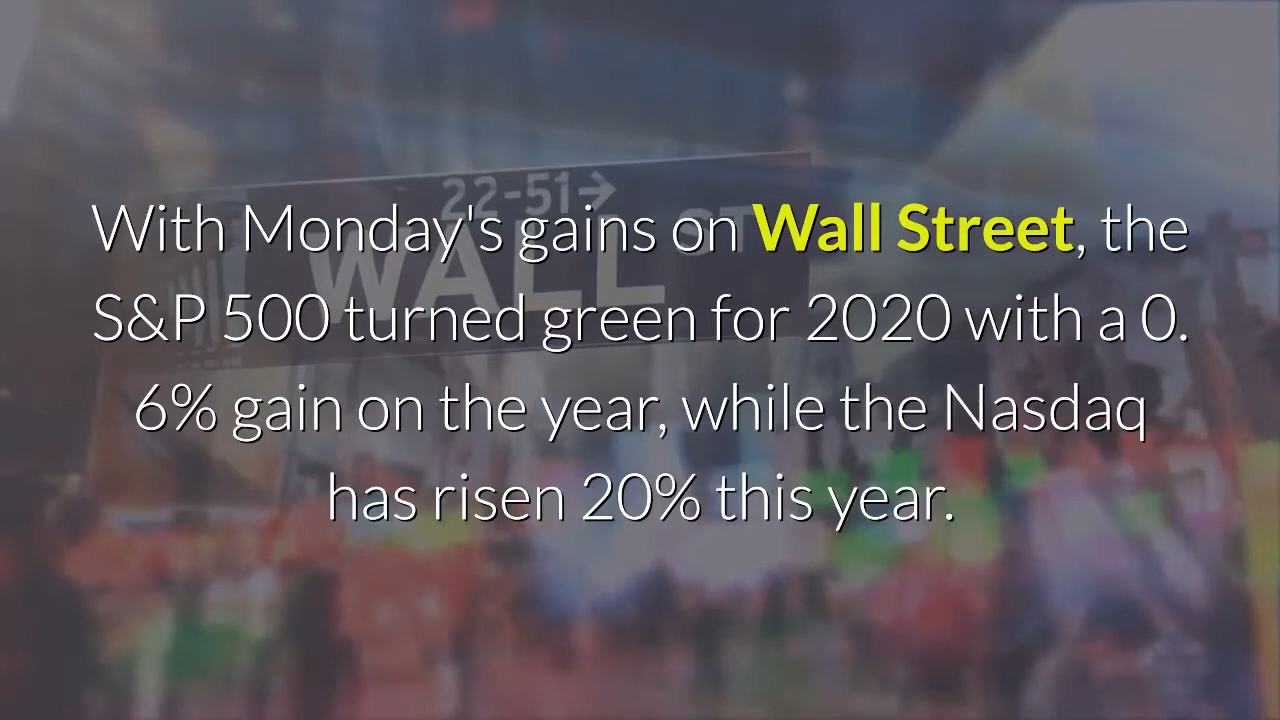 22-51→
WALL ST
With Monday's gains on Wall Street, the
S&P 500 turned green for 2020 with a 0.
6% gain on the year, while the Nasdaq
has risen 20% this year.